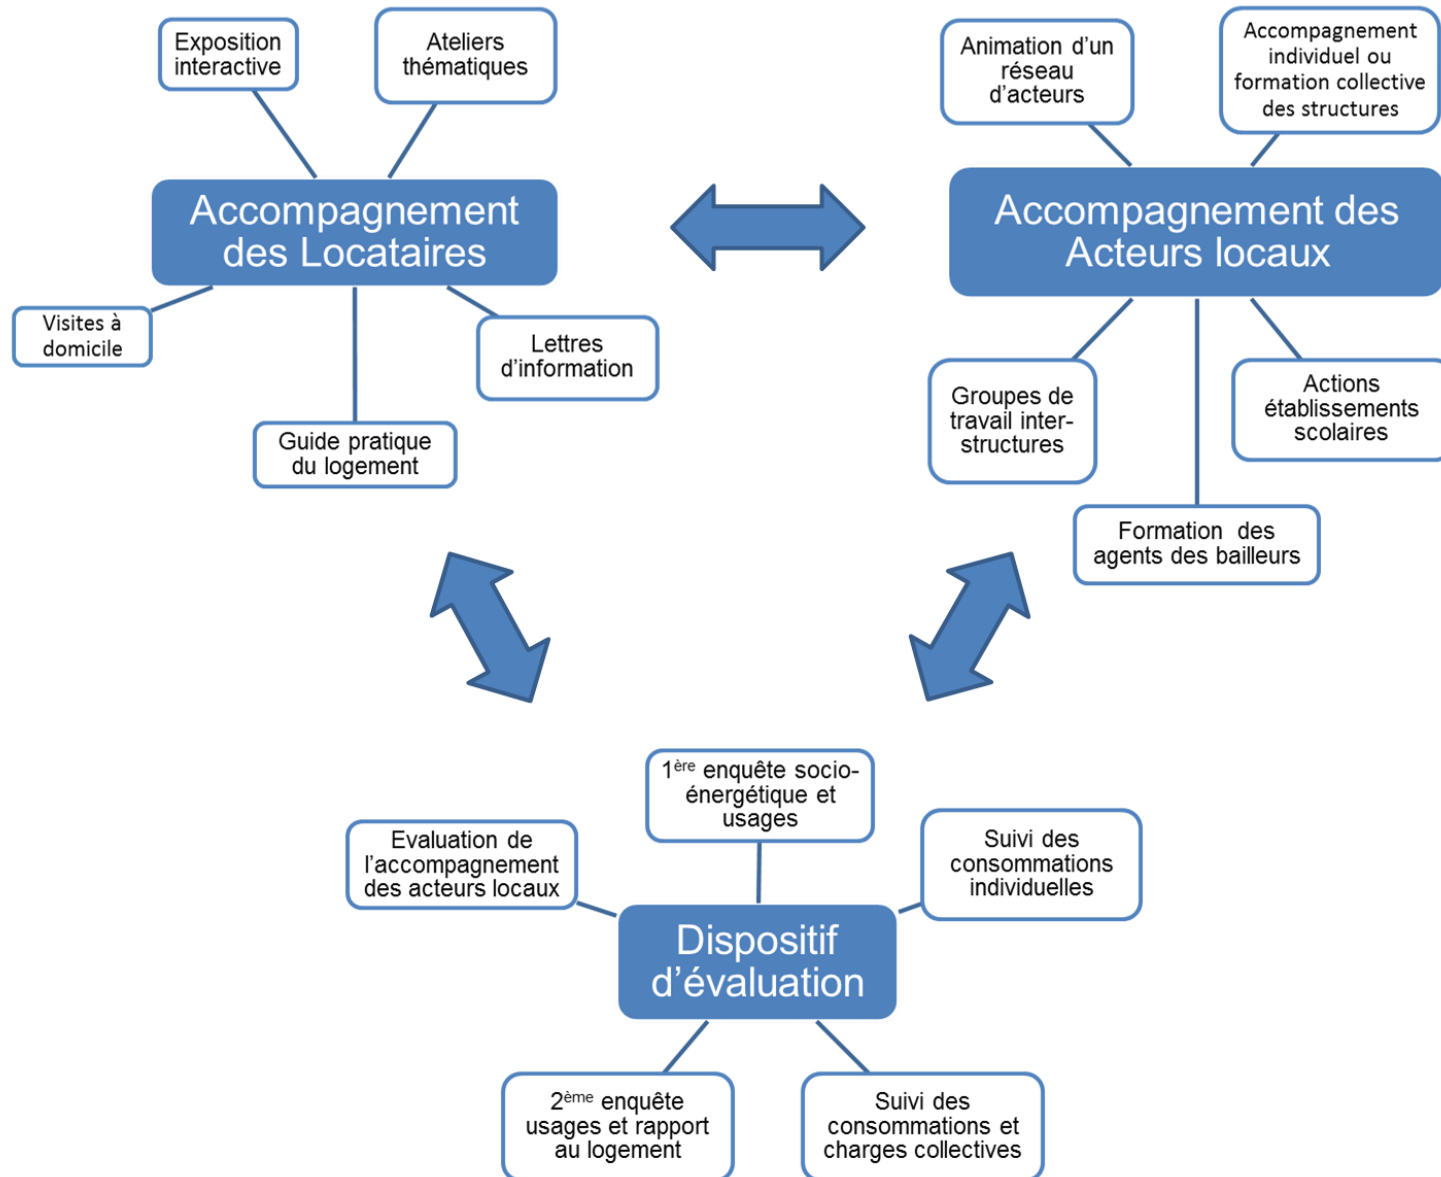 Exposition
interactive
Ateliers
thématiques
Accompagnement
des Locataires
Visites à
domicile
Guide pratique
du logement
Lettres
d’information
Animation d’un
réseau
d’acteurs
Accompagnement
individuel ou
formation collective
des structures
Accompagnement des
Acteurs locaux
Groupes de
travail inter-
structures
Formation des
agents des bailleurs
Actions
établissements
scolaires
1ère enquête socio-
énergétique et
usages
Evaluation de
l’accompagnement
des acteurs locaux
Suivi des
consommations
individuelles
Dispositif
d’évaluation
2ème enquête
usages et rapport
au logement
Suivi des
consommations et
charges collectives